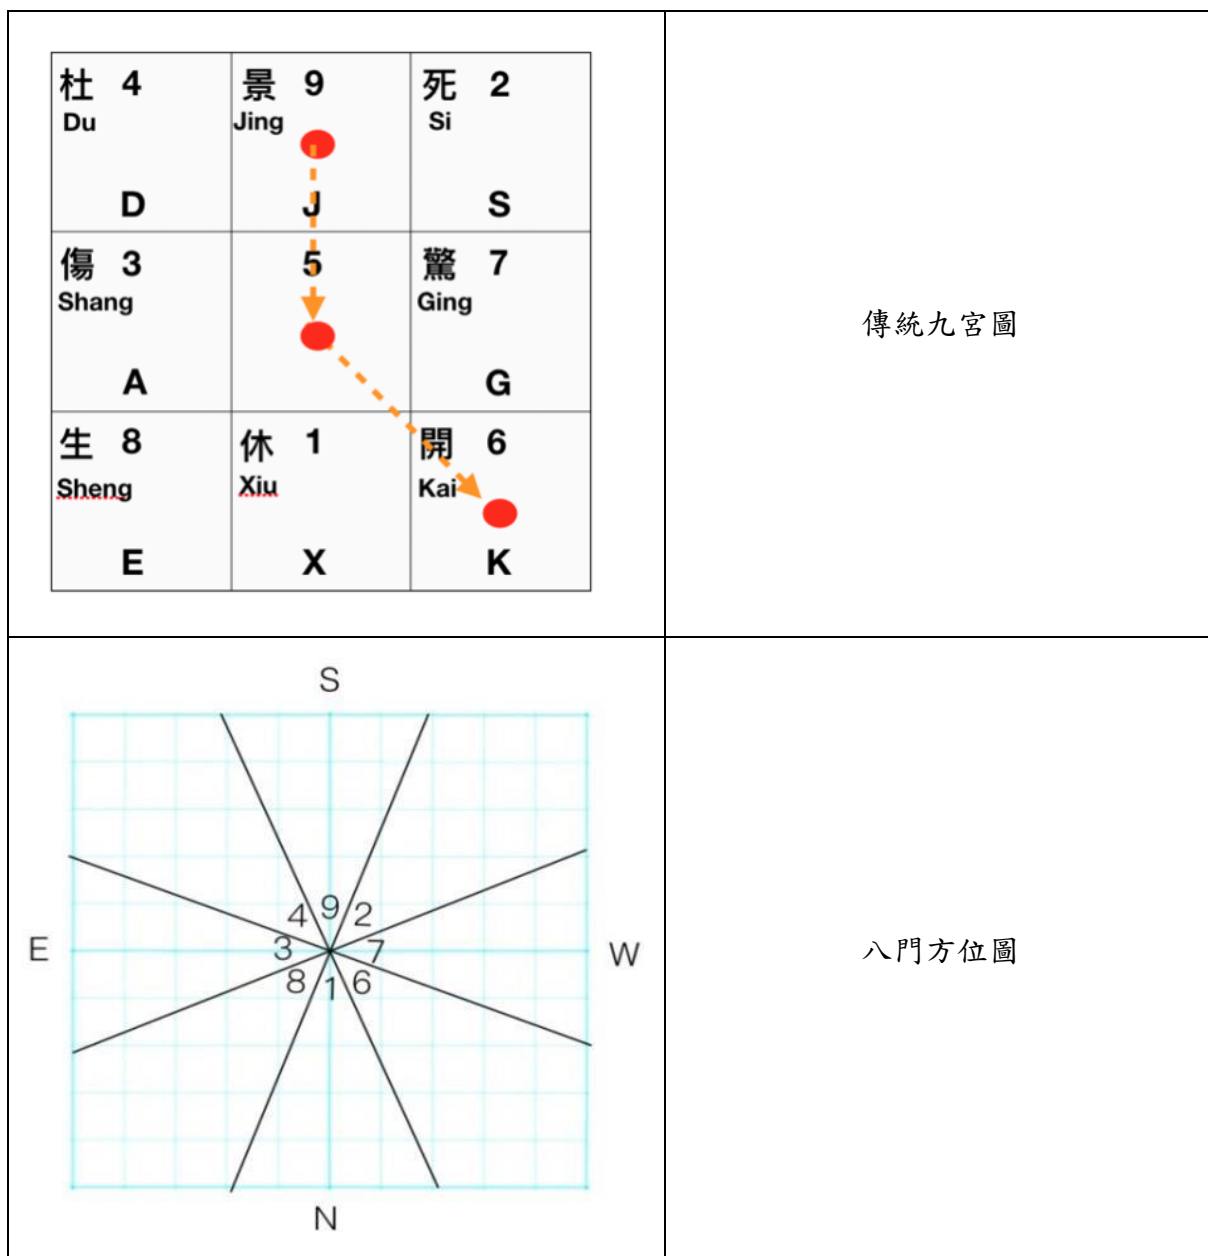 杜 4 景 9 死 2
Du Jing Si
D J S
傷 3 5 驚 7
Shang Ging
A G
生 8 休 1 開 6
Sheng Xiu Kai
E X K
傳統九宮圖
S
4 9 2
E 3 7 W
8 1 6
N
八門方位圖